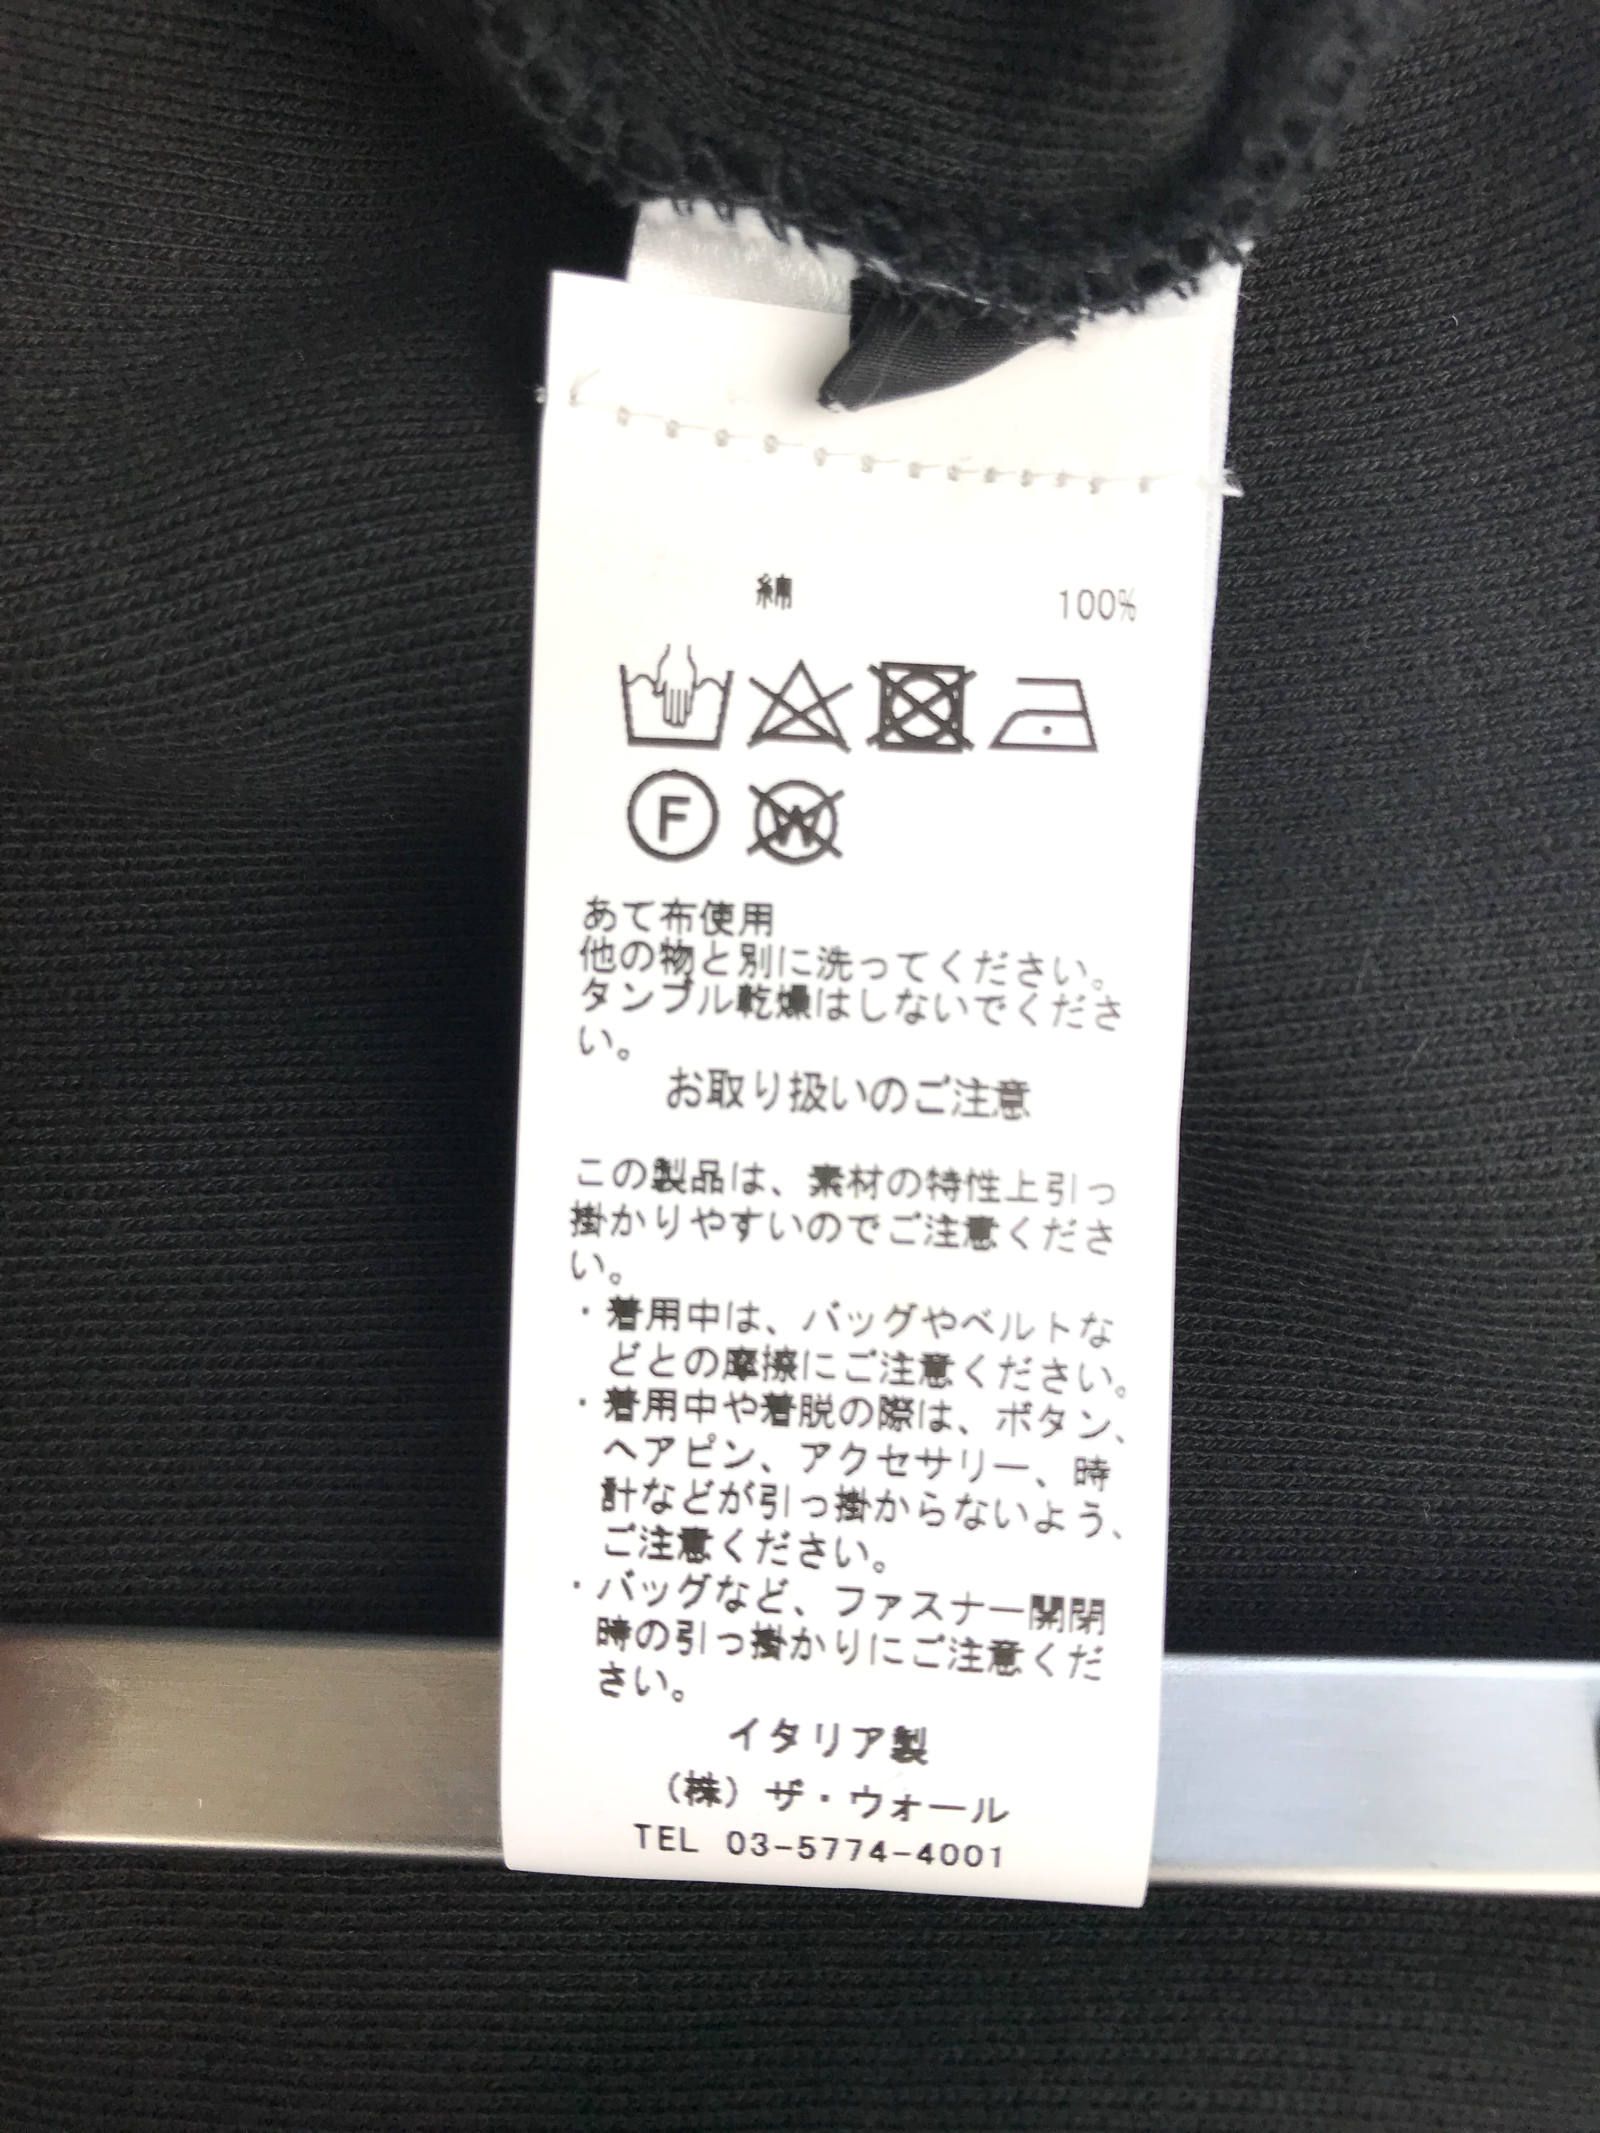 綿 100%
F W
あて布使用
他の物と別に洗ってください。
タンブル乾燥はしないでくださ
い。
お取り扱いのご注意
この製品は、素材の特性上引っ
掛かりやすいのでご注意くださ
い。
・着用中は、バッグやベルトな
どとの摩擦にご注意ください。
・着用中や着脱の際は、ボタン、
ヘアピン、アクセサリー、時
計などが引っ掛からないよう、
ご注意ください。
・バッグなど、ファスナー開閉
時の引っ掛かりにご注意くだ
さい。
イタリア製
(株) ザ・ウォール
TEL 03-5774-4001